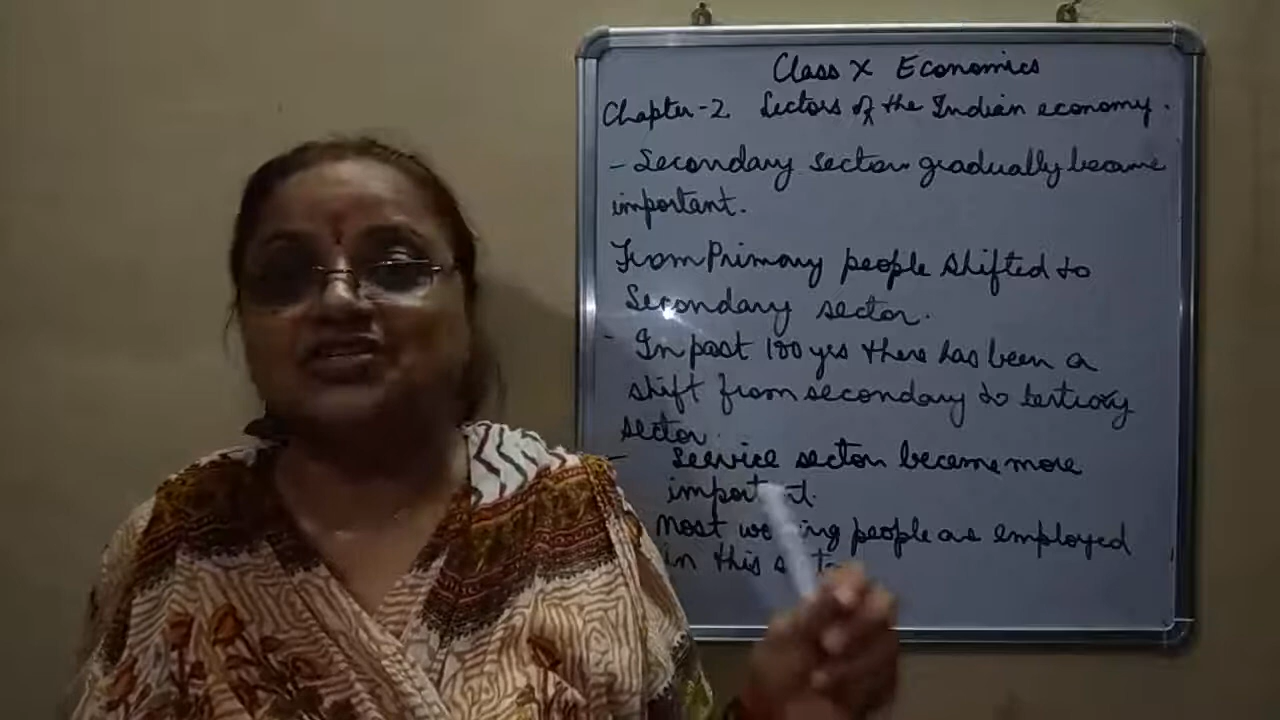 Class X Economics
Chapter-2 Sectors of the Indian economy.
- Secondary sector gradually became
important.
From Primary people shifted to
Secondary sector.
- In past 100 yrs there has been a
shift from secondary to tertiary
sector.
- Service sector became more
important.
Most working people are employed
in this